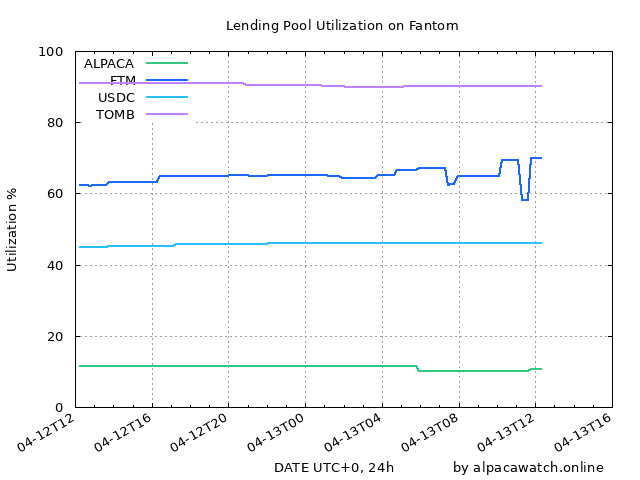 Lending Pool Utilization on Fantom
100
80
60
40
20
0
Utilization %
ALPACA
FTM
USDC
TOMB
04-12T12
04-12T16
04-12T20
04-13T00
04-13T04
04-13T08
04-13T12
04-13T16
DATE UTC+0, 24h
by alpacawatch.online